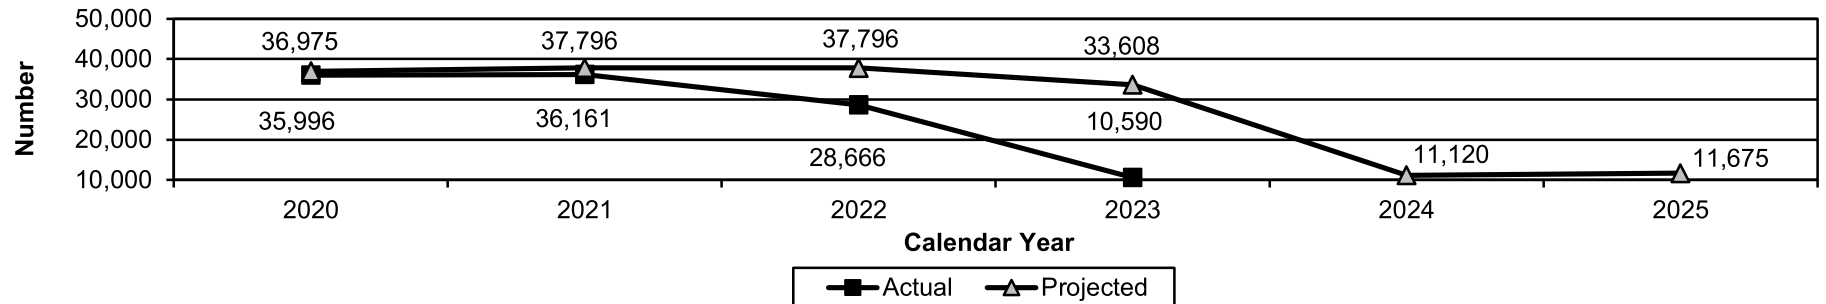 50,000
36,975 37,796 37,796 33,608
40,000
30,000
35,996 36,161 10,590
20,000
28,666 11,120 11,675
10,000
Number
2020 2021 2022 2023 2024 2025
Calendar Year
Actual Projected